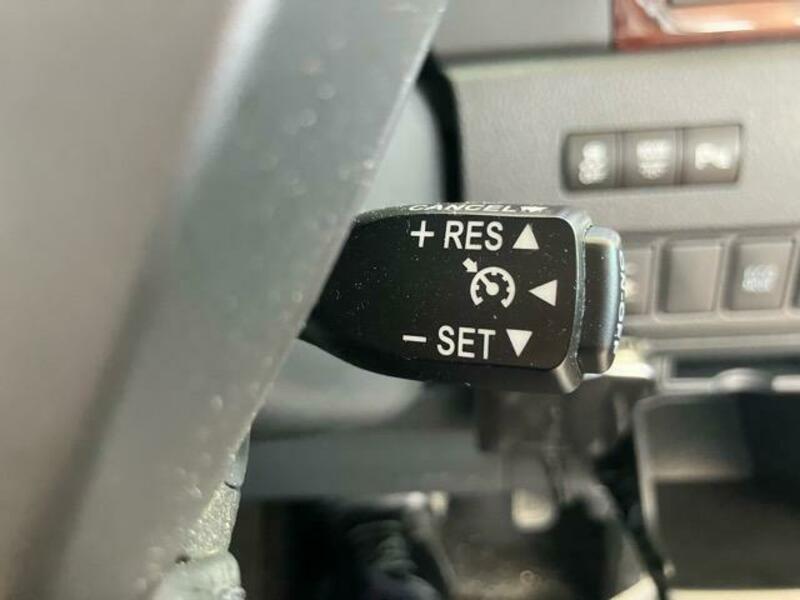 CANCEL
+ RES ▲
◀
− SET ▼